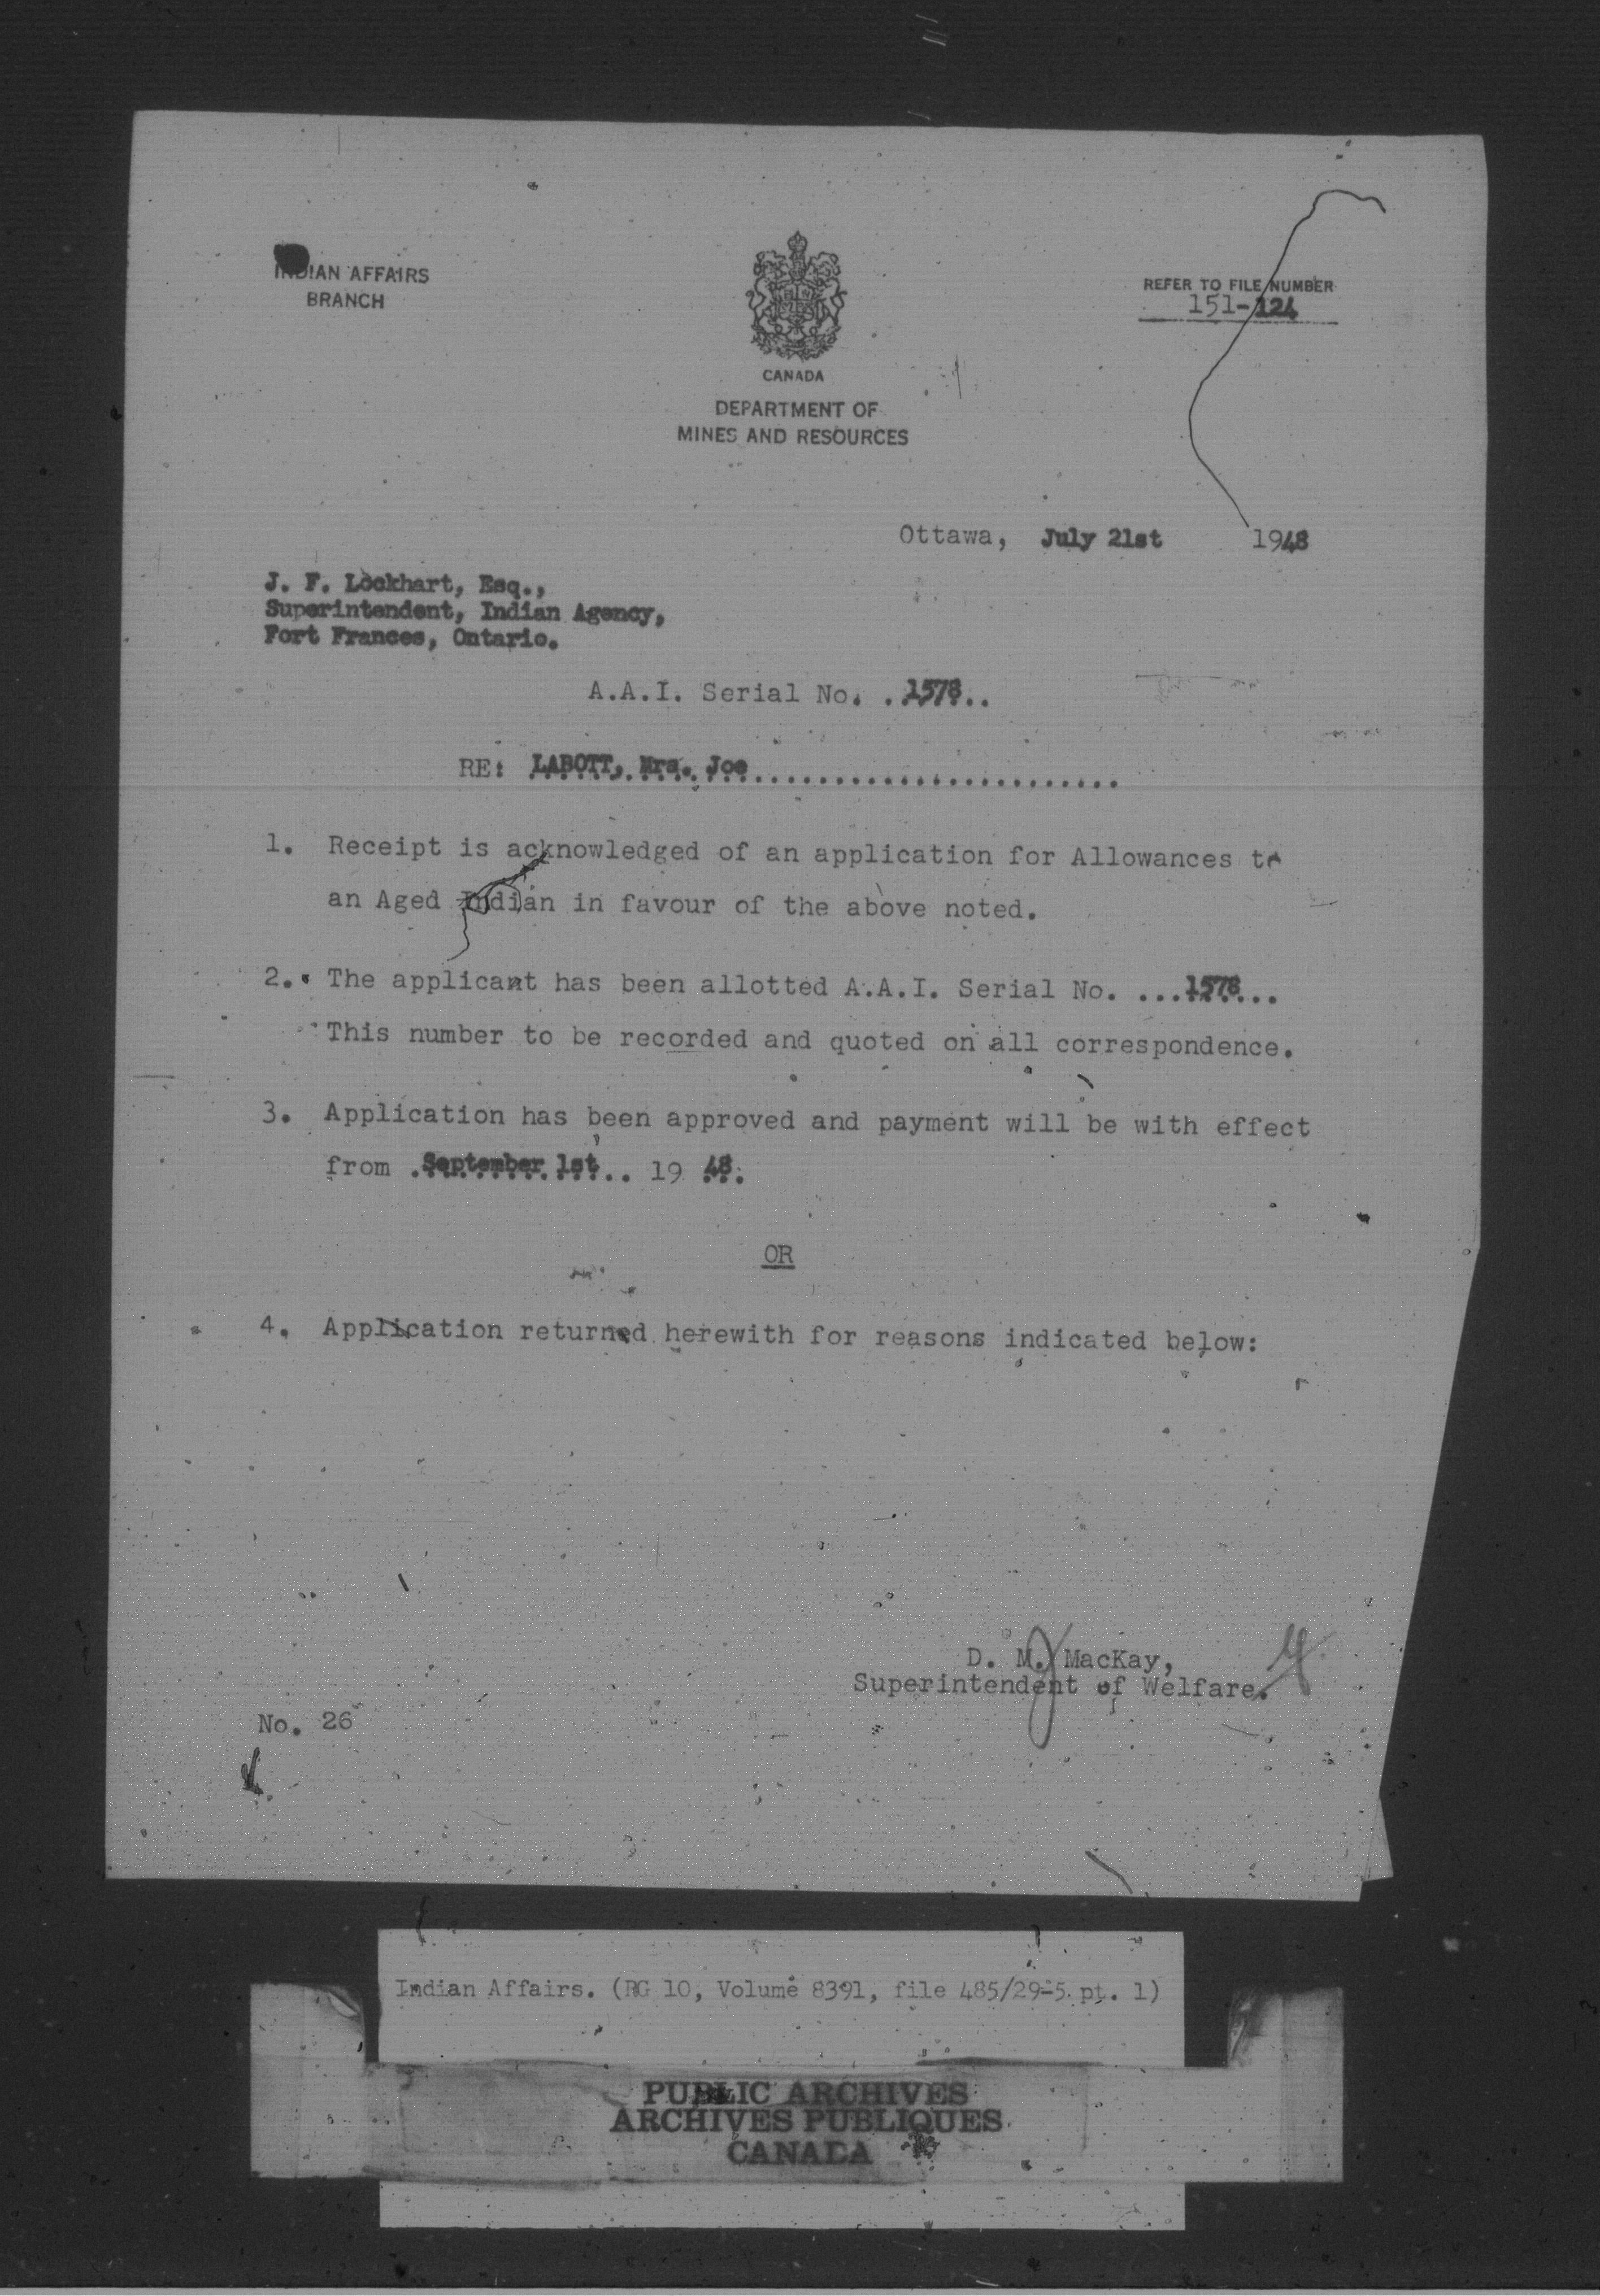 INDIAN AFFAIRS
BRANCH
CANADA
DEPARTMENT OF
MINES AND RESOURCES
REFER TO FILE NUMBER
151-124
Ottawa, July 21st 1948
J. F. Lockhart, Esq.,
Superintendent, Indian Agency,
Fort Frances, Ontario.
A.A.I. Serial No. ..1578..
RE: LABOTT, Mrs. Joe..........................
1. Receipt is acknowledged of an application for Allowances to
an Aged Indian in favour of the above noted.
2. The applicant has been allotted A.A.I. Serial No. ...1578...
This number to be recorded and quoted on all correspondence.
3. Application has been approved and payment will be with effect
from .September 1st.. 19 48.
OR
4. Application returned herewith for reasons indicated below:
D. M. MacKay,
Superintendent of Welfare.
No. 26
Indian Affairs. (RG 10, Volume 8391, file 485/29-5 pt. 1)
PUBLIC ARCHIVES
ARCHIVES PUBLIQUES
CANADA